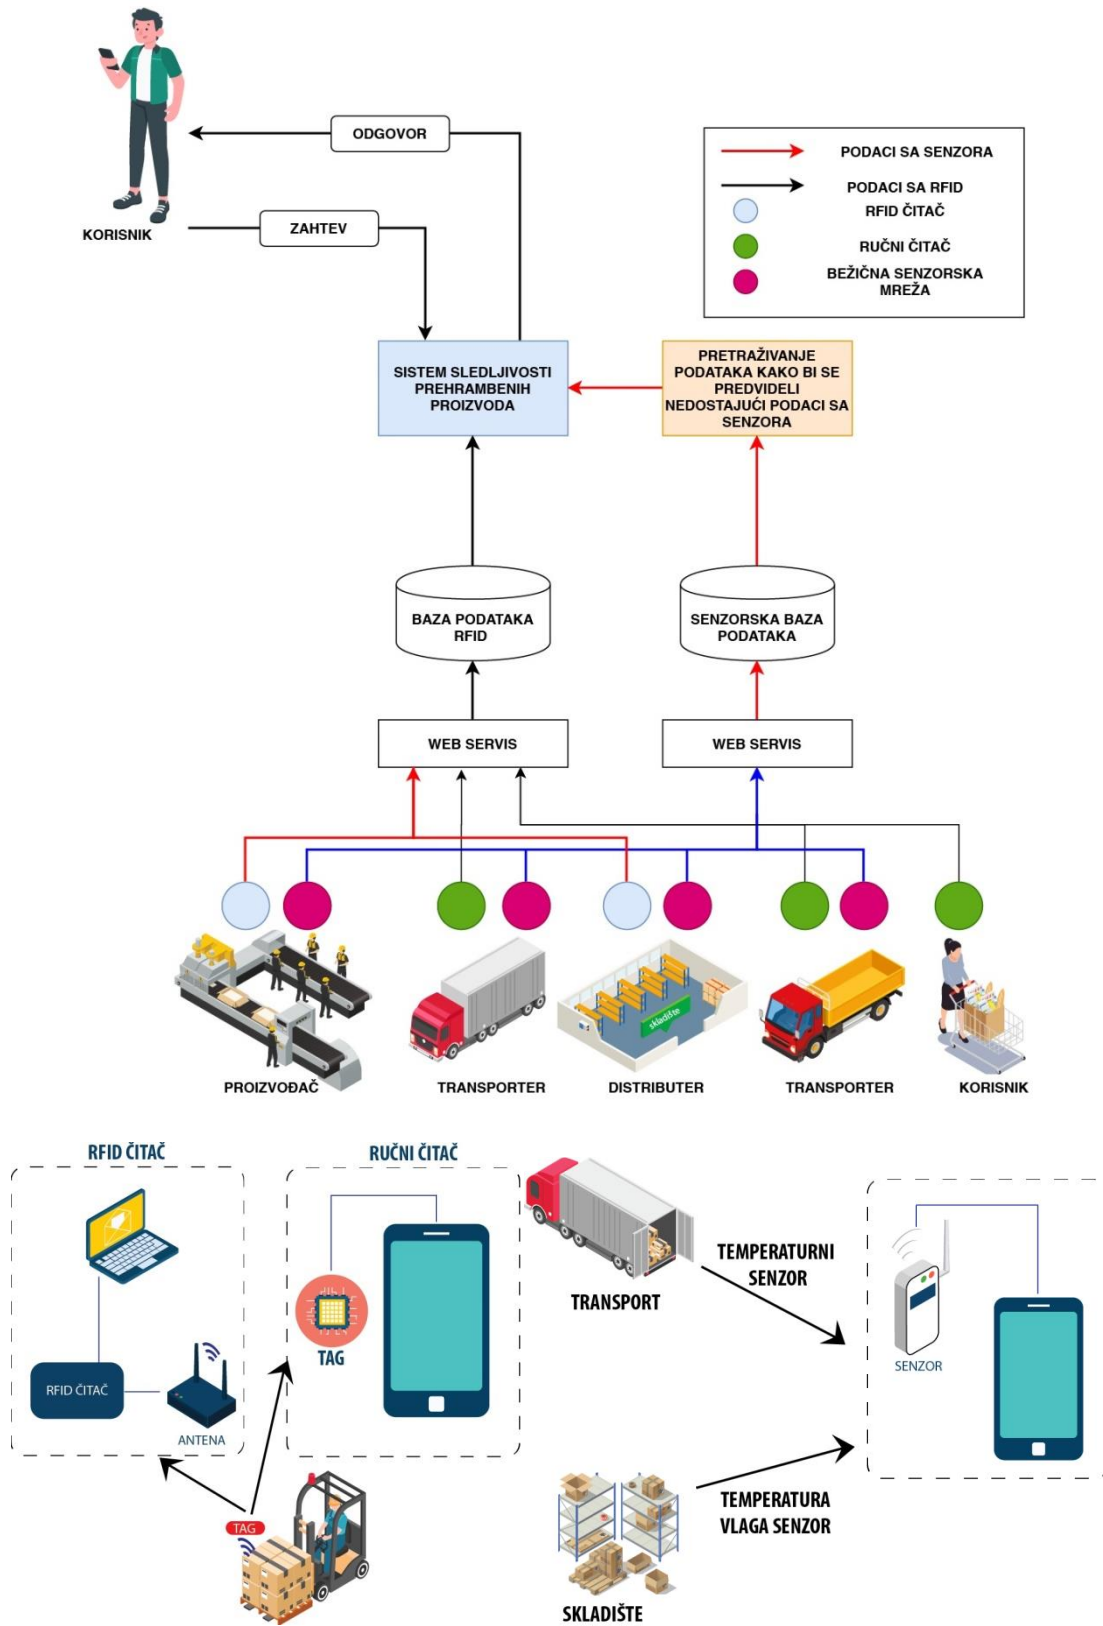 ODGOVOR
ZAHTEV
KORISNIK
PODACI SA SENZORA
PODACI SA RFID
RFID ČITAČ
RUČNI ČITAČ
BEŽIČNA SENZORSKA
MREŽA
SISTEM SLEDLJIVOSTI
PREHRAMBENIH
PROIZVODA
PRETRAŽIVANJE
PODATAKA KAKO BI SE
PREDVIDELI
NEDOSTAJUĆI PODACI SA
SENZORA
BAZA PODATAKA
RFID
SENZORSKA BAZA
PODATAKA
WEB SERVIS
WEB SERVIS
skladište
PROIZVOĐAČ
TRANSPORTER
DISTRIBUTER
TRANSPORTER
KORISNIK
RFID ČITAČ
RFID ČITAČ
ANTENA
RUČNI ČITAČ
TAG
TAG
TRANSPORT
TEMPERATURNI
SENZOR
SENZOR
TEMPERATURA
VLAGA SENZOR
SKLADIŠTE